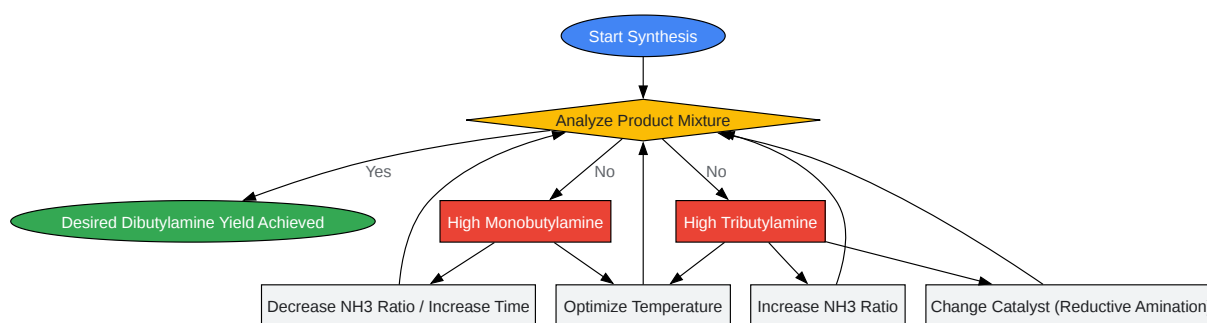 Start Synthesis
Analyze Product Mixture
Yes
No
No
Desired Dibutylamine Yield Achieved
High Monobutylamine
High Tributylamine
Decrease NH3 Ratio / Increase Time
Optimize Temperature
Increase NH3 Ratio
Change Catalyst (Reductive Amination